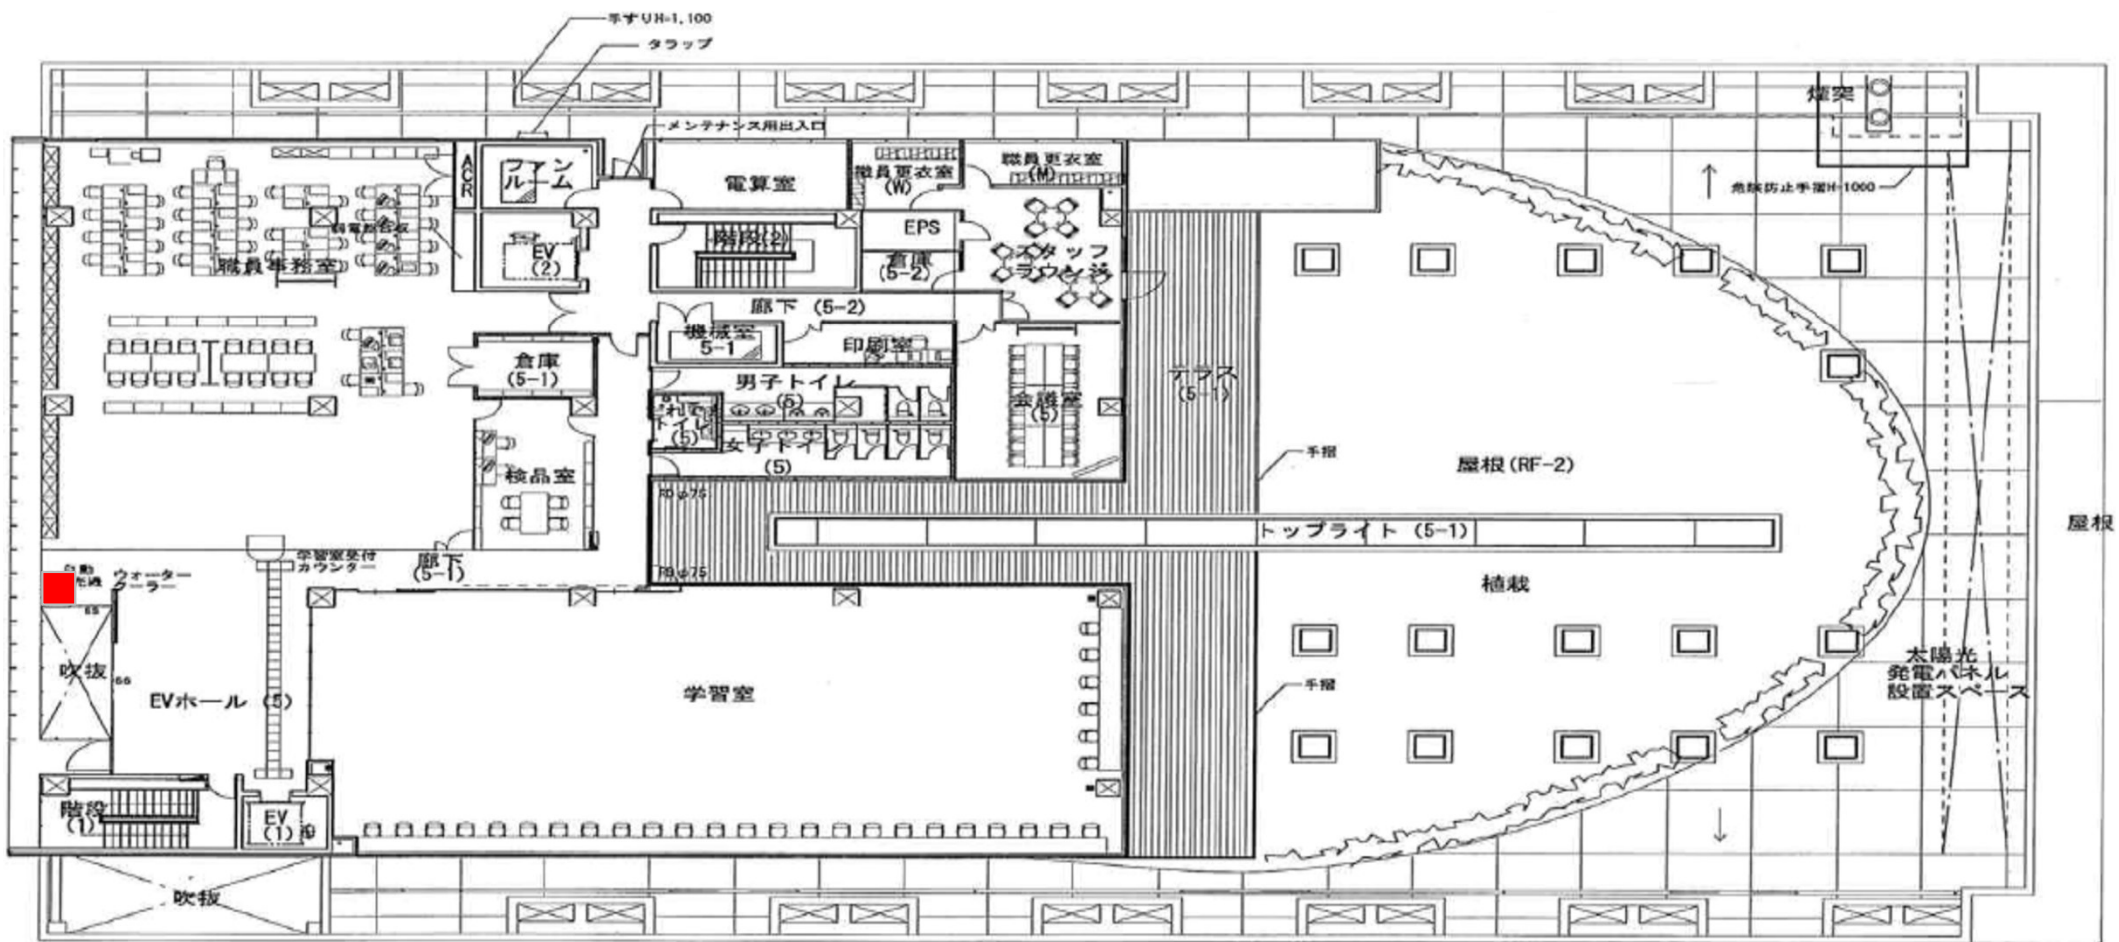 手すりH=1,100
タラップ
メンテナンス用出入口
煙突
危険防止手摺H=1000
ACR
ファン
ルーム
電算室
職員更衣室
(W)
職員更衣室
(M)
EPS
EV
(2)
階段(2)
倉庫
(5-2)
スタッフ
職員事務室
廊下 (5-2)
機械室
5-1
印刷室
倉庫
(5-1)
男子トイレ
(5)
トイレ
(5)
女子トイレ
(5)
会議室
(5)
テラス
(5-1)
手摺
屋根(RF-2)
検品室
RDφ75
トップライト (5-1)
屋根
学習室受付
カウンター
廊下
(5-1)
RDφ75
ウォーター
クーラー
植栽
吹抜
EVホール (5)
学習室
手摺
太陽光
発電パネル
設置スペース
階段
(1)
EV
(1)
吹抜